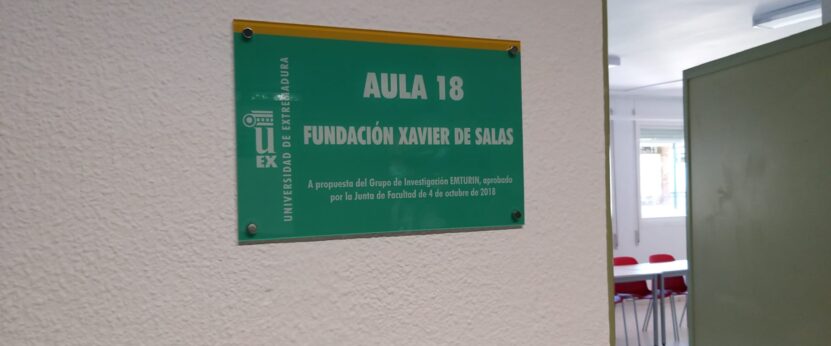 AULA 18
FUNDACIÓN XAVIER DE SALAS
A propuesta del Grupo de Investigación EMTURIN, aprobado
por la Junta de Facultad de 4 de octubre de 2018
UEX
UNIVERSIDAD DE EXTREMADURA